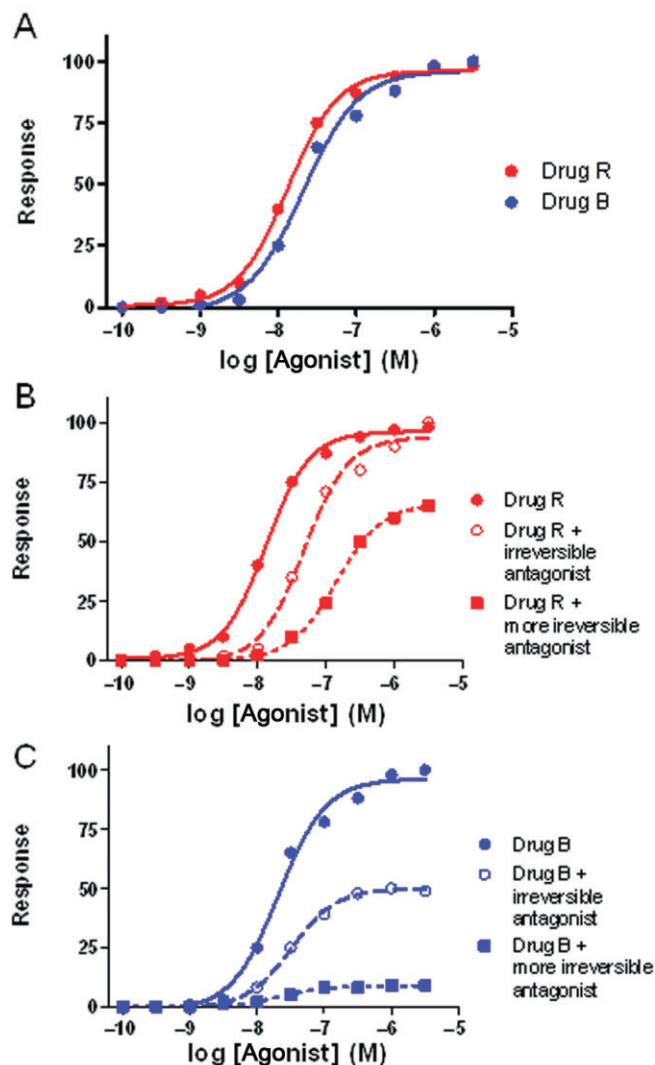 A
100
75
50
25
0
Response
–10
–9
–8
–7
–6
–5
log [Agonist] (M)
Drug R
Drug B
B
100
75
50
25
0
Response
–10
–9
–8
–7
–6
–5
log [Agonist] (M)
Drug R
Drug R +
irreversible
antagonist
Drug R +
more ireversible
antagonist
C
100
75
50
25
0
Response
–10
–9
–8
–7
–6
–5
log [Agonist] (M)
Drug B
Drug B +
irreversible
antagonist
Drug B +
more irreversible
antagonist